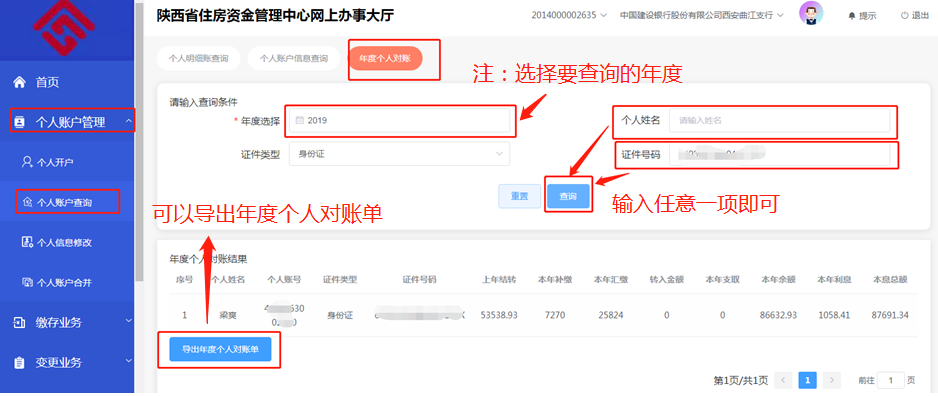 陕西省住房资金管理中心网上办事大厅
2014000002635
中国建设银行股份有限公司西安曲江支行
提示
退出
首页
个人账户管理
个人开户
个人账户查询
个人信息修改
个人账户合并
缴存业务
变更业务
个人明细账查询 个人账户信息查询 年度个人对账
注：选择要查询的年度
请输入查询条件
* 年度选择 2019
个人姓名 请输入姓名
证件类型 身份证
证件号码
重置 查询
输入任意一项即可
可以导出年度个人对账单
年度个人对账结果
序号 个人姓名 个人账号 证件类型 证件号码 上年结转 本年补缴 本年汇缴 转入金额 本年支取 本年余额 本年利息 本息总额
1 梁奭 身份证 53538.93 7270 25824 0 0 86632.93 1058.41 87691.34
导出年度个人对账单
第1页/共1页 < 1 > 前往 1 页